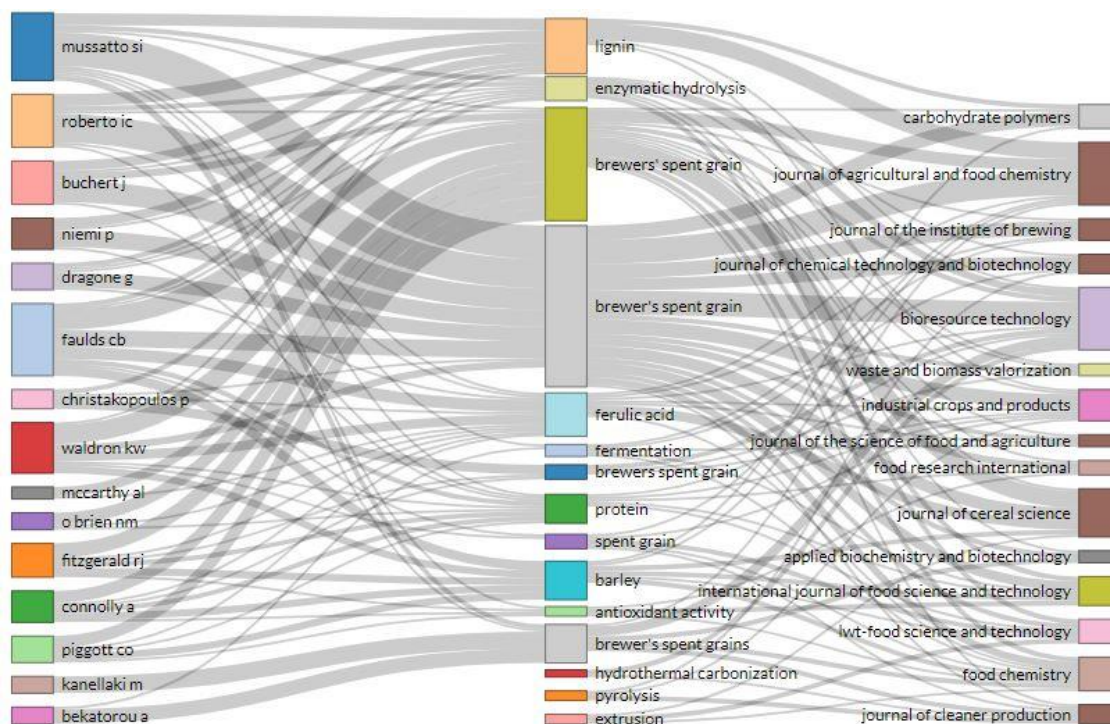 mussatto si
roberto ic
buchert j
niemi p
dragone g
faulds cb
christakopoulos p
waldron kw
mccarthy al
o brien nm
fitzgerald rj
connolly a
piggott co
kanellaki m
bekatorou a
lignin
enzymatic hydrolysis
brewers' spent grain
brewer's spent grain
ferulic acid
fermentation
brewers spent grain
protein
spent grain
barley
antioxidant activity
brewer's spent grains
hydrothermal carbonization
pyrolysis
extrusion
carbohydrate polymers
journal of agricultural and food chemistry
journal of the institute of brewing
journal of chemical technology and biotechnology
bioresource technology
waste and biomass valorization
industrial crops and products
journal of the science of food and agriculture
food research international
journal of cereal science
applied biochemistry and biotechnology
international journal of food science and technology
lwt-food science and technology
food chemistry
journal of cleaner production